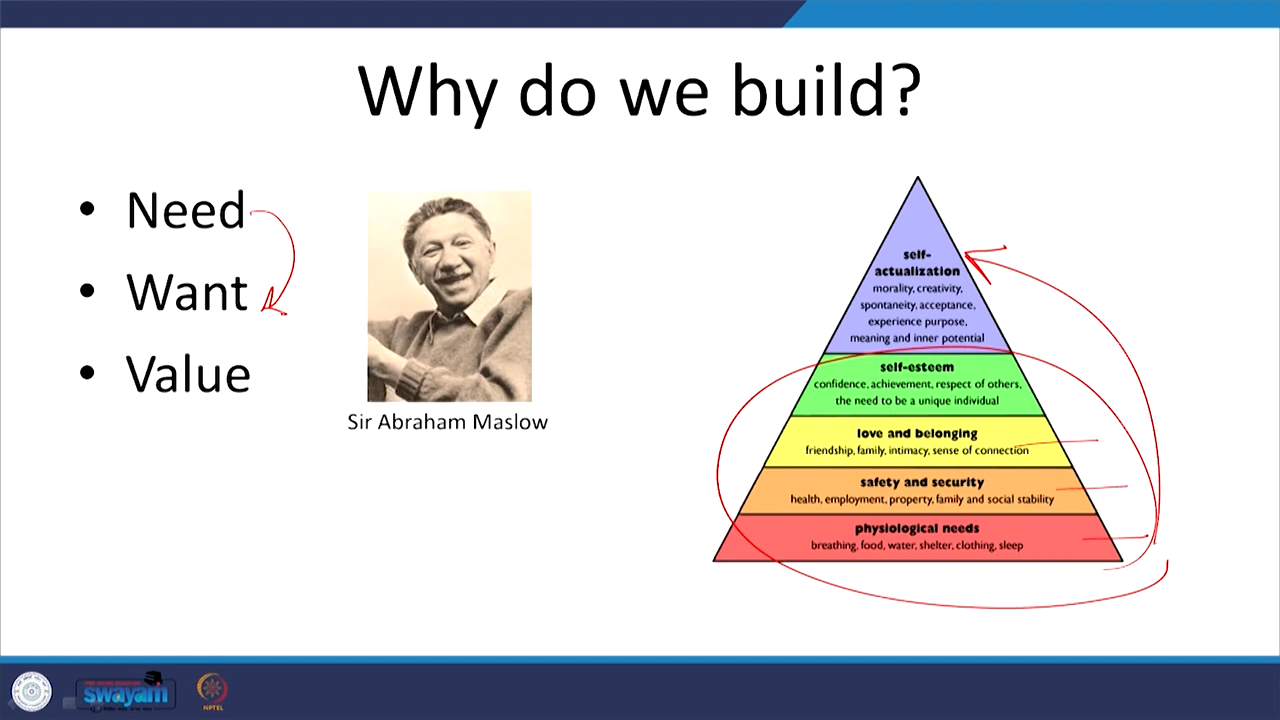 Why do we build?
• Need
• Want
• Value
Sir Abraham Maslow
self-
actualization
morality, creativity,
spontaneity, acceptance,
experience purpose,
meaning and inner potential
self-esteem
confidence, achievement, respect of others,
the need to be a unique individual
love and belonging
friendship, family, intimacy, sense of connection
safety and security
health, employment, property, family and social stability
physiological needs
breathing, food, water, shelter, clothing, sleep
swayam
NPTEL